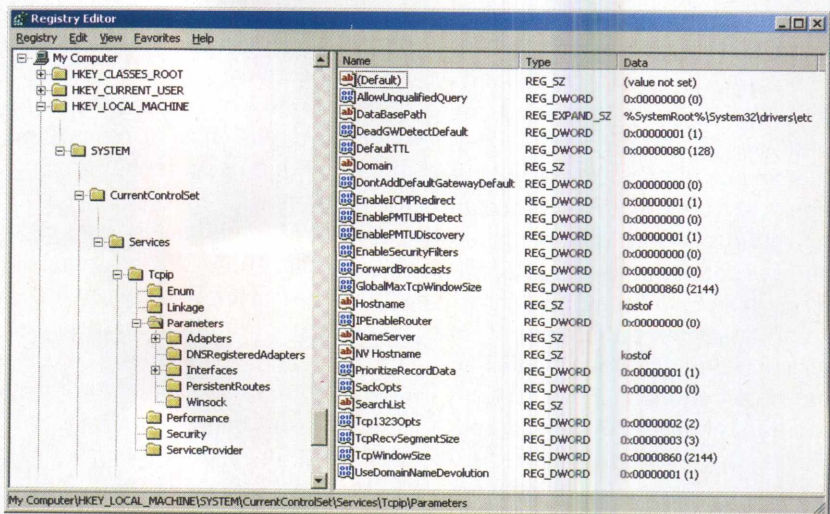 Registry Editor
Registry Edit View Favorites Help
My Computer
HKEY_CLASSES_ROOT
HKEY_CURRENT_USER
HKEY_LOCAL_MACHINE
SYSTEM
CurrentControlSet
Services
Tcpip
Enum
Linkage
Parameters
Adapters
DNSRegisteredAdapters
Interfaces
PersistentRoutes
Winsock
Performance
Security
ServiceProvider
Name Type Data
(Default) REG_SZ (value not set)
AllowUnqualifiedQuery REG_DWORD 0x00000000 (0)
DataBasePath REG_EXPAND_SZ %SystemRoot%\System32\drivers\etc
DeadGWDetectDefault REG_DWORD 0x00000001 (1)
DefaultTTL REG_DWORD 0x00000080 (128)
Domain REG_SZ
DontAddDefaultGatewayDefault REG_DWORD 0x00000000 (0)
EnableICMPRedirect REG_DWORD 0x00000001 (1)
EnablePMTUBHDetect REG_DWORD 0x00000000 (0)
EnablePMTUDiscovery REG_DWORD 0x00000001 (1)
EnableSecurityFilters REG_DWORD 0x00000000 (0)
ForwardBroadcasts REG_DWORD 0x00000000 (0)
GlobalMaxTcpWindowSize REG_DWORD 0x00000860 (2144)
Hostname REG_SZ kostof
IPEnableRouter REG_DWORD 0x00000000 (0)
NameServer REG_SZ
NV Hostname REG_SZ kostof
PrioritizeRecordData REG_DWORD 0x00000001 (1)
SackOpts REG_DWORD 0x00000000 (0)
SearchList REG_SZ
Tcp1323Opts REG_DWORD 0x00000002 (2)
TcpRecvSegmentSize REG_DWORD 0x00000003 (3)
TcpWindowSize REG_DWORD 0x00000860 (2144)
UseDomainNameDevolution REG_DWORD 0x00000001 (1)
My Computer\HKEY_LOCAL_MACHINE\SYSTEM\CurrentControlSet\Services\Tcpip\Parameters